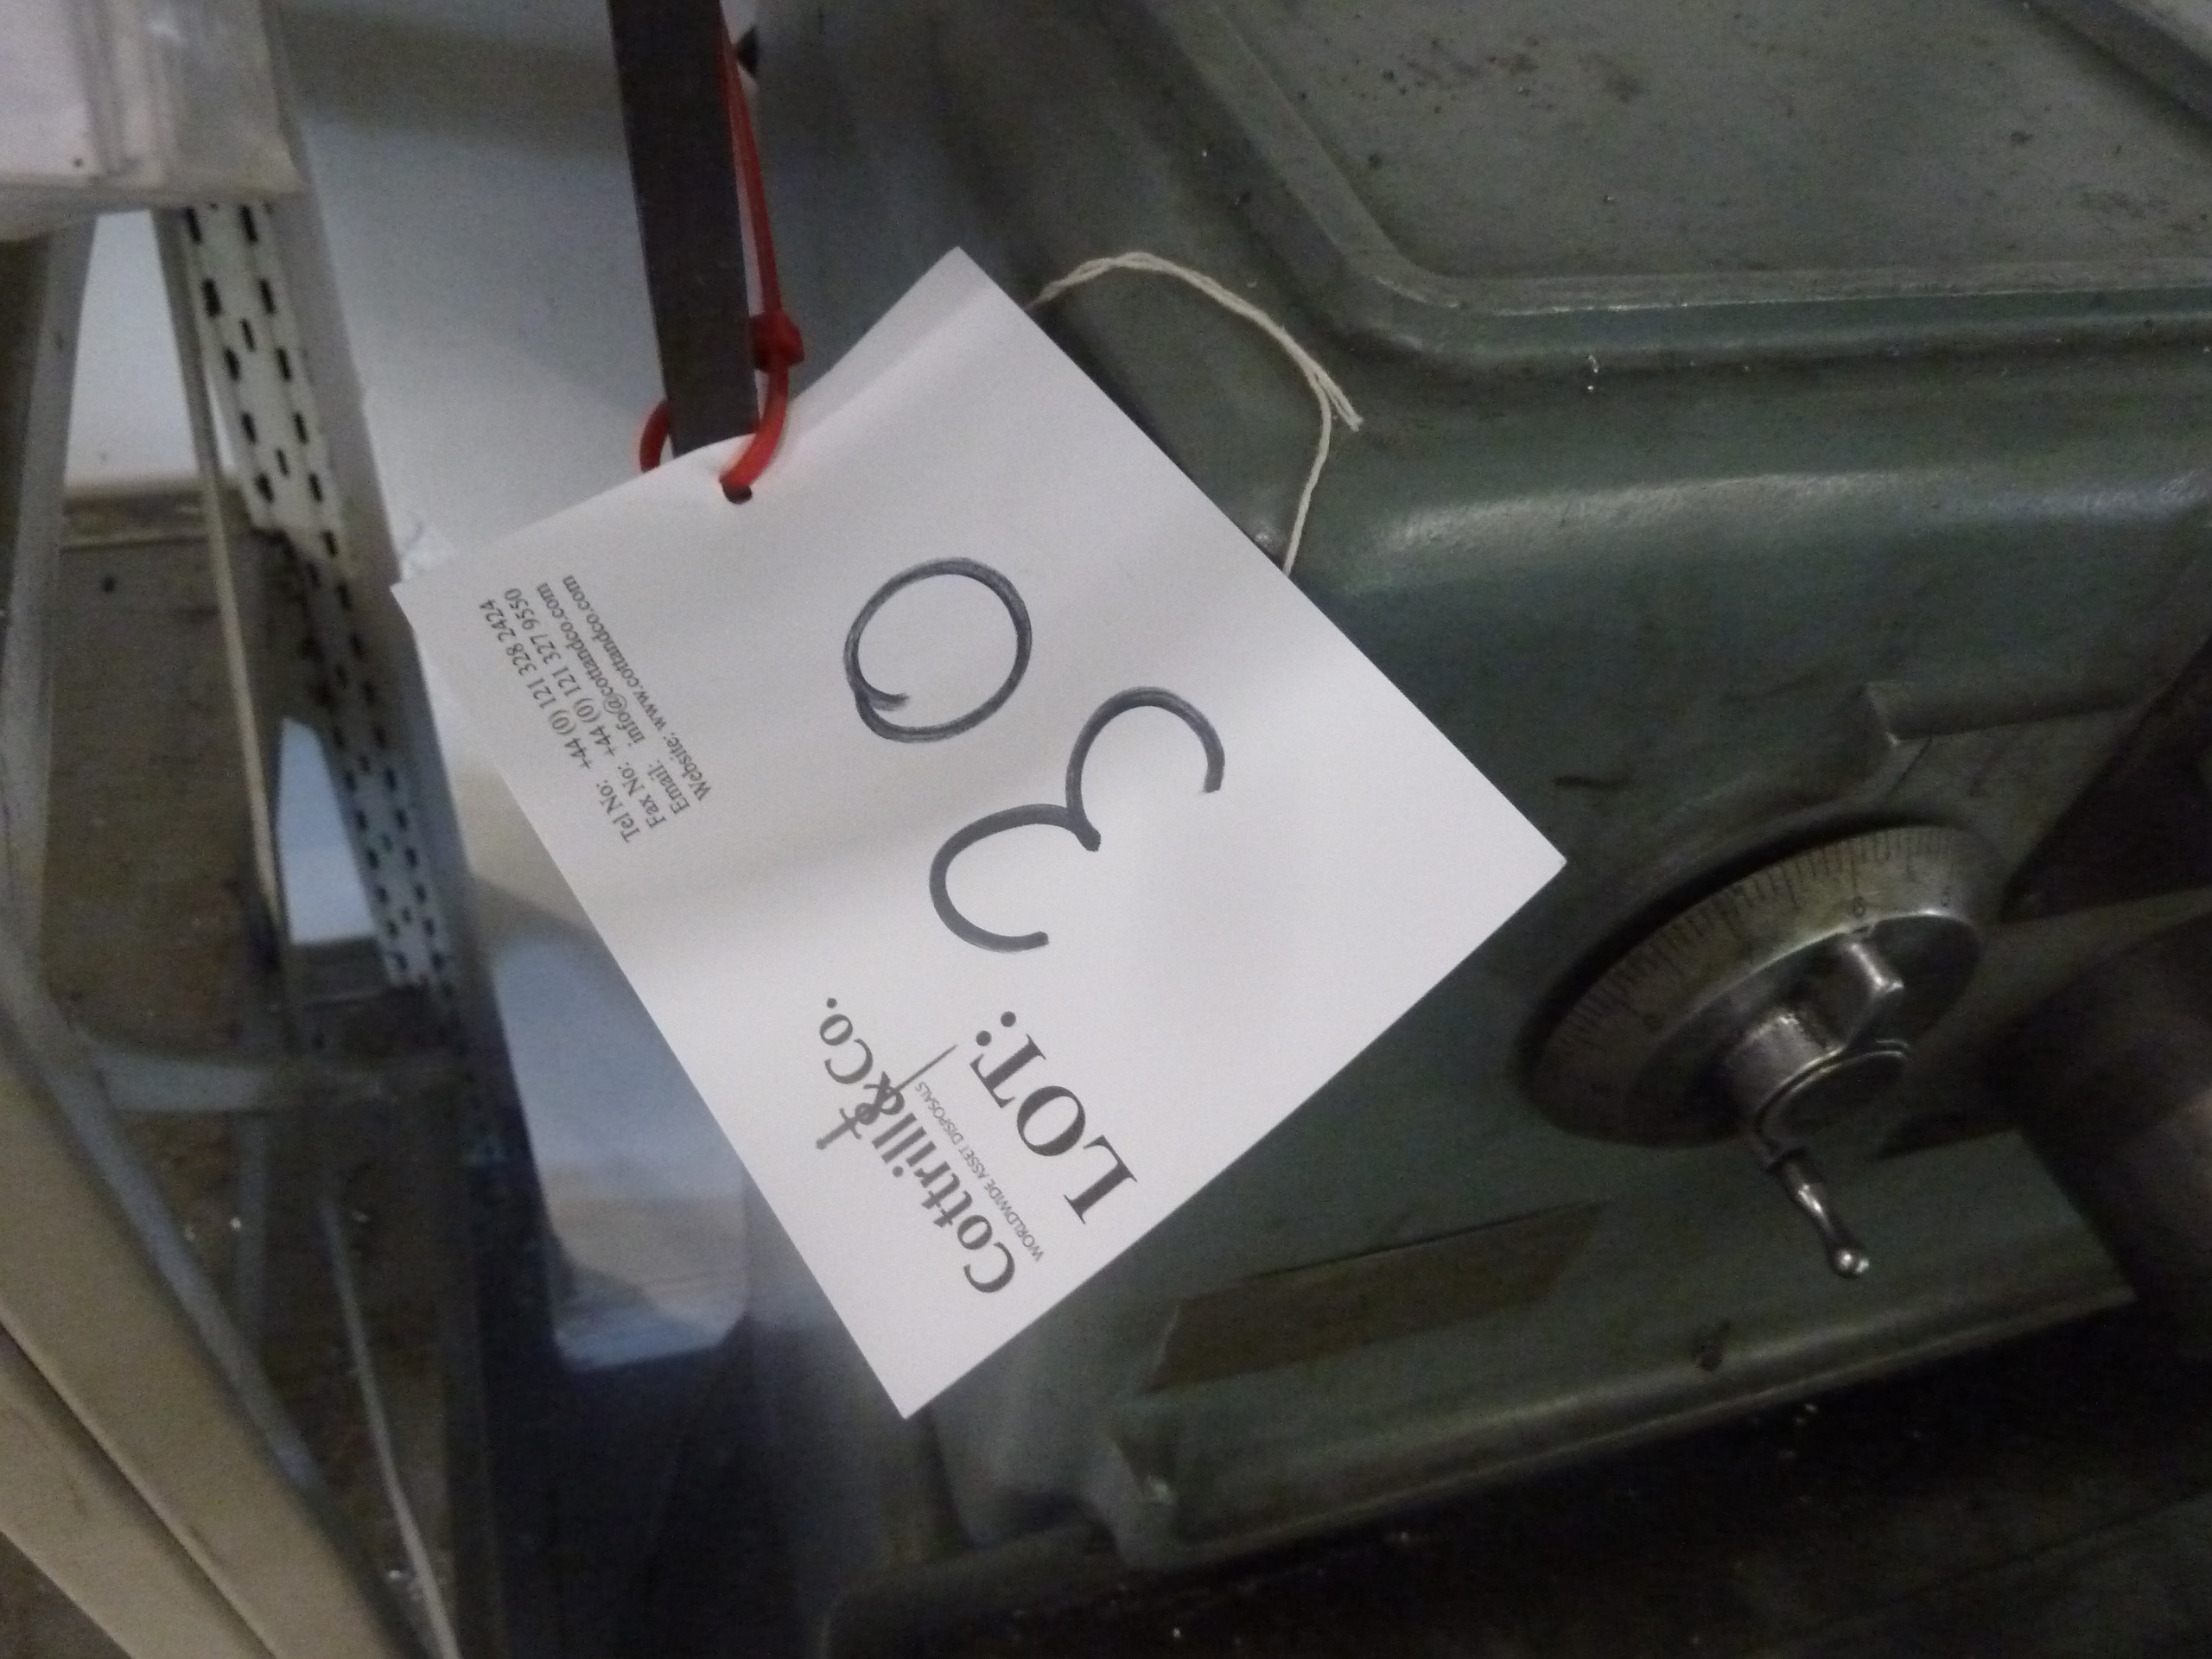 Cottrill & Co.
WORLDWIDE ASSET DISPOSALS
Tel No: +44 (0) 121 328 2424
Fax No: +44 (0) 121 327 9550
Email: info@cottandco.com
Website: www.cottandco.com
LOT: 30